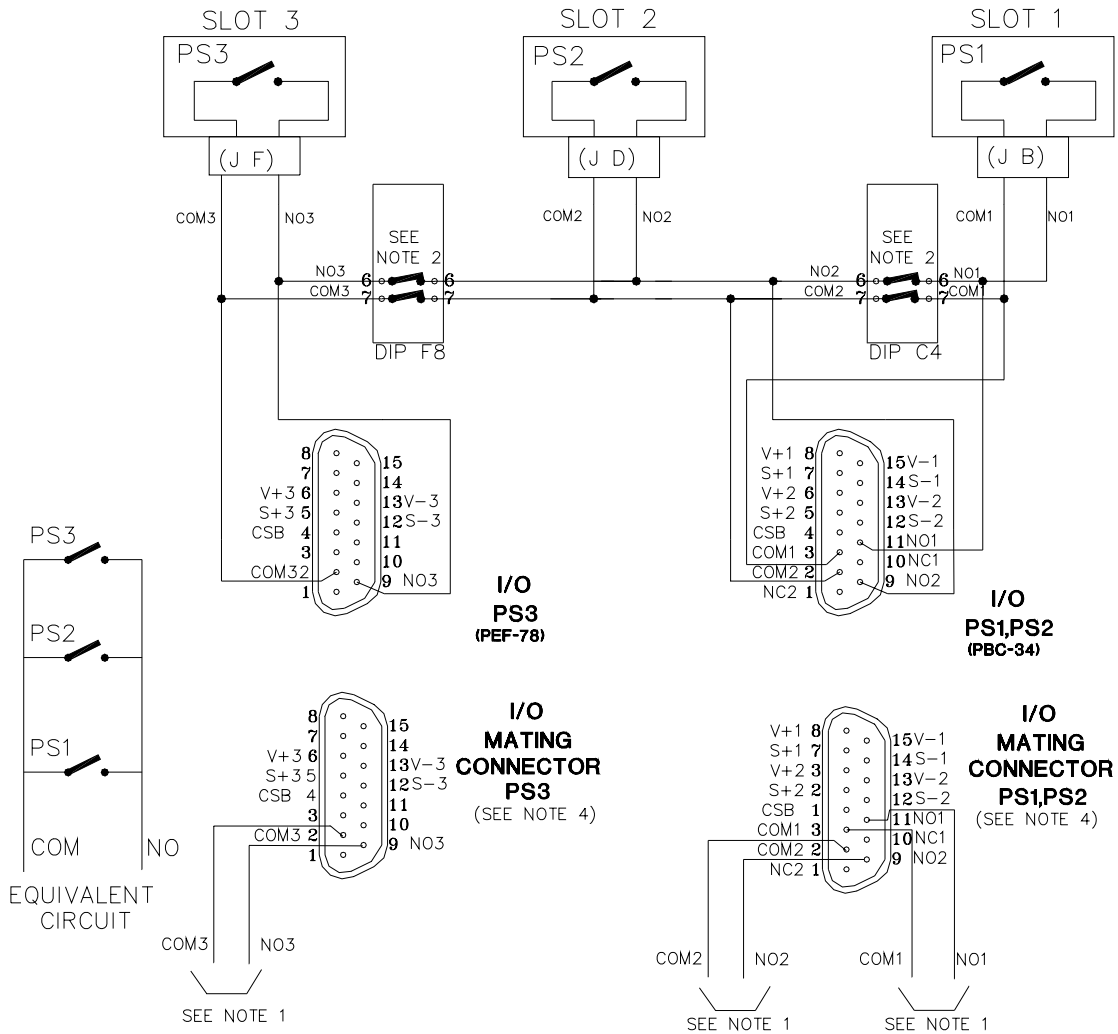 SLOT 3
SLOT 2
SLOT 1
PS3
PS2
PS1
(J F)
(J D)
(J B)
COM3
NO3
COM2
NO2
COM1
NO1
SEE
NOTE 2
SEE
NOTE 2
NO3 6 6
NO2 6 6 NO1
COM3 7 7
COM2 7 7 COM1
DIP F8
DIP C4
8
15
7
14
V+3 6
13 V-3
S+3 5
12 S-3
CSB 4
11
3
10
COM3 2
9 NO3
1
I/O
PS3
(PEF-78)
V+1 8
15 V-1
S+1 7
14 S-1
V+2 6
13 V-2
S+2 5
12 S-2
CSB 4
11 NO1
COM1 3
10 NC1
COM2 2
9 NO2
NC2 1
I/O
PS1,PS2
(PBC-34)
PS3
PS2
PS1
COM
NO
EQUIVALENT
CIRCUIT
8
15
7
14
V+3 6
13 V-3
S+3 5
12 S-3
CSB 4
11
3
10
COM3 2
9 NO3
1
I/O
MATING
CONNECTOR
PS3
(SEE NOTE 4)
COM3
NO3
SEE NOTE 1
V+1 8
15 V-1
S+1 7
14 S-1
V+2 3
13 V-2
S+2 2
12 S-2
CSB 1
11 NO1
COM1 3
10 NC1
COM2 2
9 NO2
NC2 1
I/O
MATING
CONNECTOR
PS1,PS2
(SEE NOTE 4)
COM2
NO2
COM1
NO1
SEE NOTE 1
SEE NOTE 1